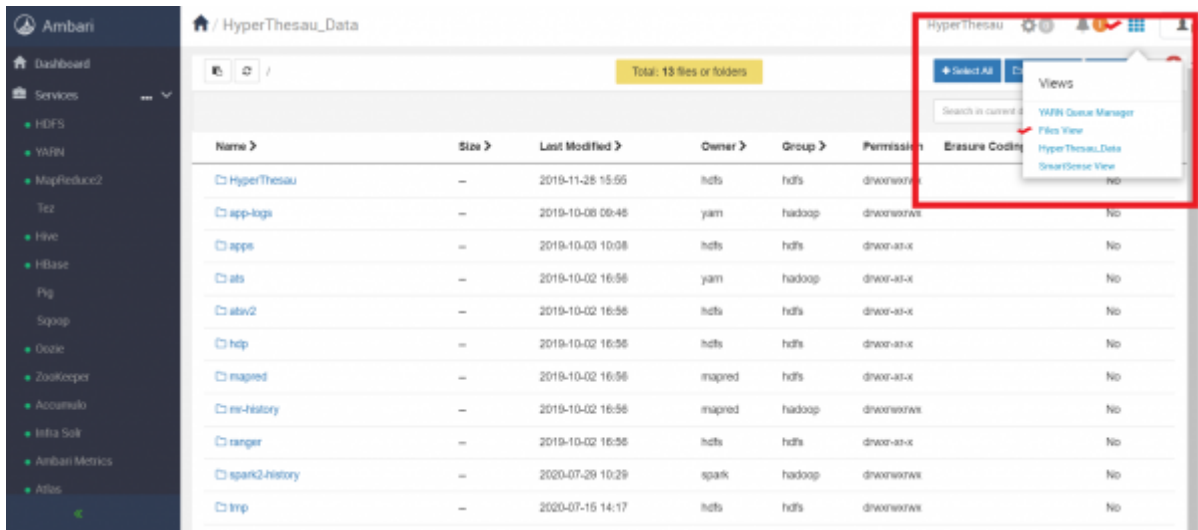 Ambari
/ HyperThesau_Data
HyperThesau
Dashboard
Services
HDFS
YARN
MapReduce2
Tez
Hive
HBase
Pig
Sqoop
Oozie
ZooKeeper
Accumulo
Infra Solr
Ambari Metrics
Atlas
/
Total: 13 files or folders
+ Select All
Search in current d
Views
YARN Queue Manager
Files View
HyperThesau_Data
SmartSense View
Name > Size > Last Modified > Owner > Group > Permission Erasure Coding
HyperThesau -- 2019-11-28 15:55 hdfs hdfs drwxrwxrwx No
app-logs -- 2019-10-08 09:46 yarn hadoop drwxrwxrwx No
apps -- 2019-10-03 10:08 hdfs hdfs drwxr-xr-x No
ats -- 2019-10-02 16:56 yarn hadoop drwxr-xr-x No
atsv2 -- 2019-10-02 16:56 hdfs hdfs drwxr-xr-x No
hdp -- 2019-10-02 16:56 hdfs hdfs drwxr-xr-x No
mapred -- 2019-10-02 16:56 mapred hdfs drwxr-xr-x No
mr-history -- 2019-10-02 16:56 mapred hadoop drwxrwxrwx No
ranger -- 2019-10-02 16:56 hdfs hdfs drwxr-xr-x No
spark2-history -- 2020-07-29 10:29 spark hadoop drwxrwxrwx No
tmp -- 2020-07-15 14:17 hdfs hdfs drwxrwxrwx No